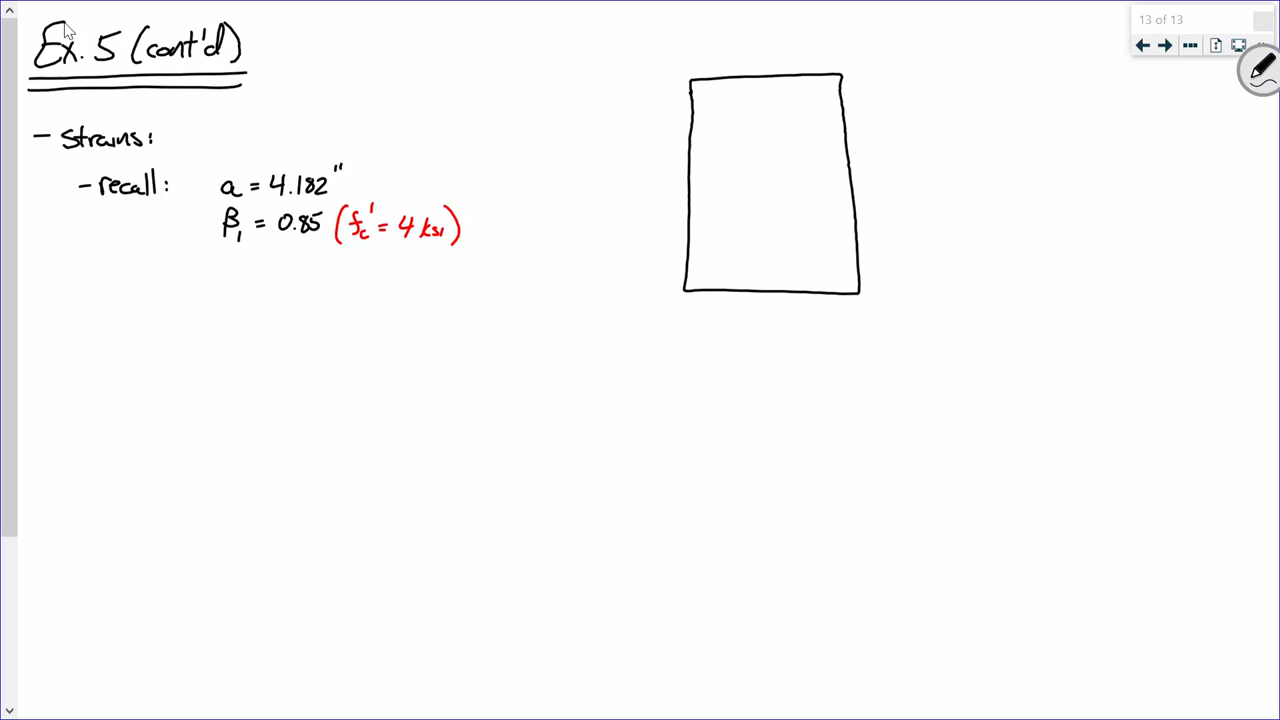 Ex. 5 (cont'd)
13 of 13
- strains:
- recall: a = 4.182"
β₁ = 0.85 (f'c = 4 ksi)